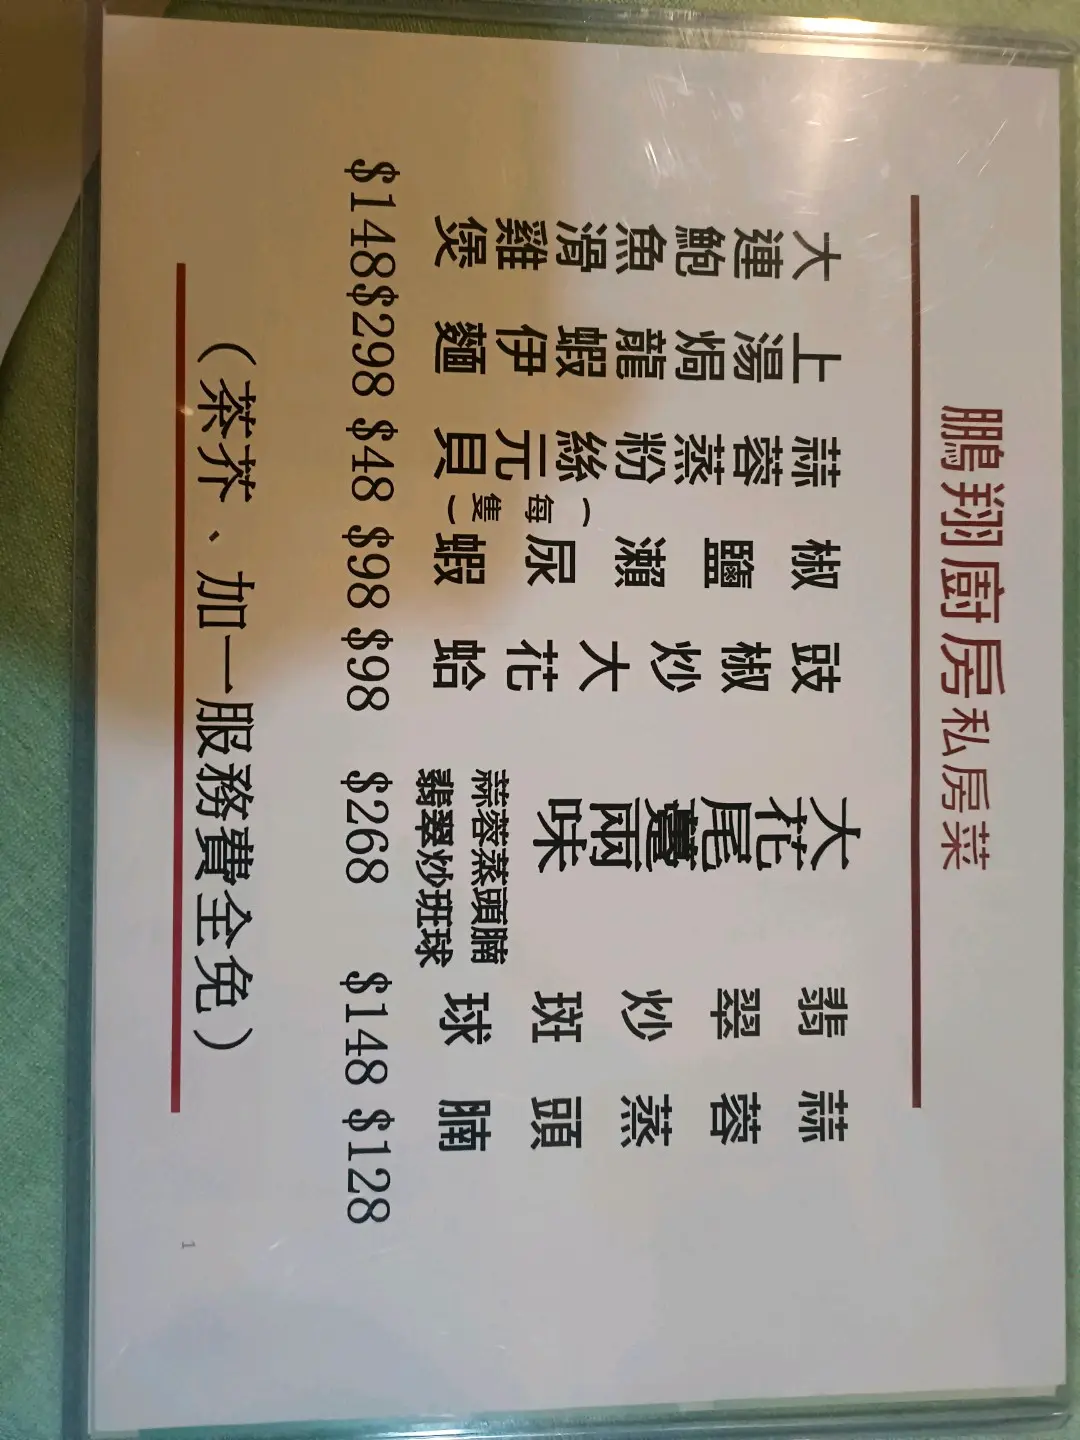 鵬翔廚房私房菜
蒜蓉蒸頭腩
$128
翡翠炒斑球
$148
大花尾躉兩味
蒜蓉蒸頭腩
翡翠炒班球
$268
豉椒炒大花蛤
$98
椒鹽瀨尿蝦
$98
蒜蓉蒸粉絲元貝
(每隻)
$48
上湯焗龍蝦伊麵
$298
大連鮑魚滑雞煲
$148
(茶芥、加一服務費全免)
1